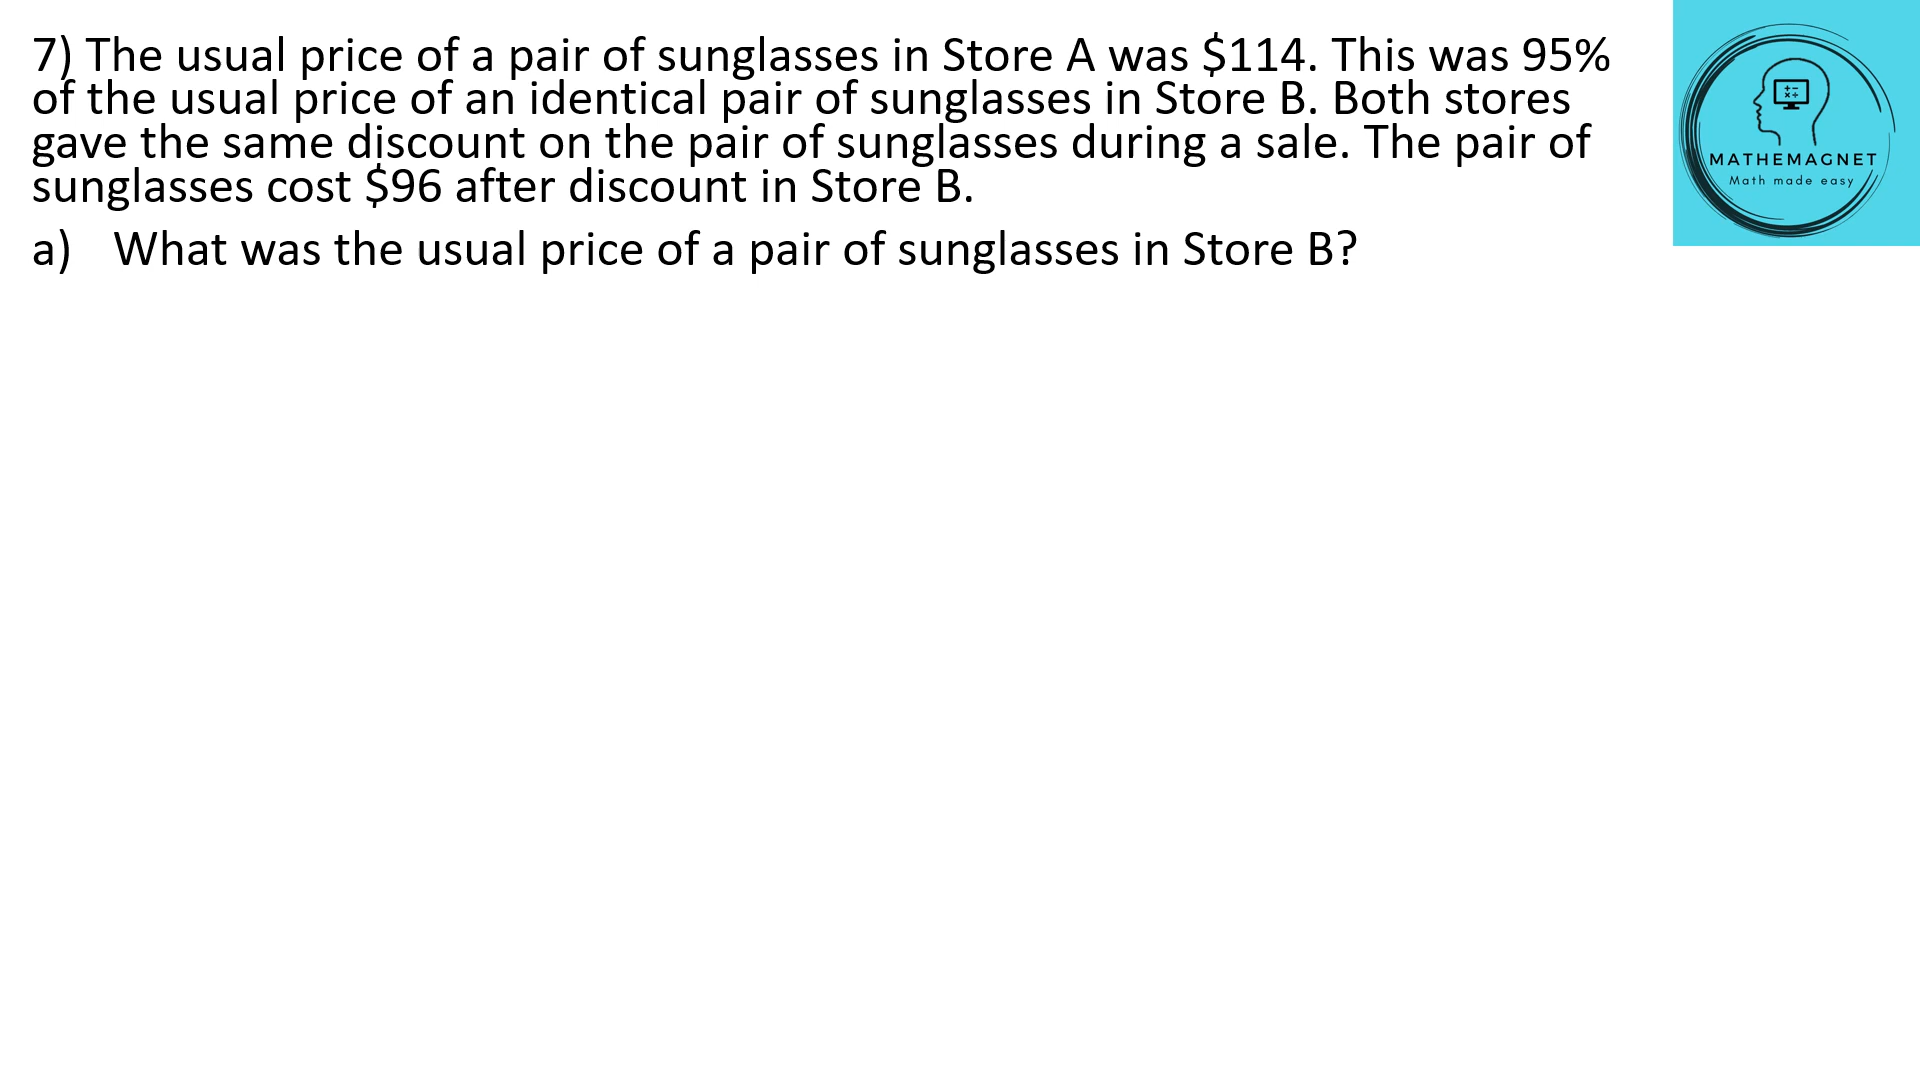 7) The usual price of a pair of sunglasses in Store A was $114. This was 95%
of the usual price of an identical pair of sunglasses in Store B. Both stores
gave the same discount on the pair of sunglasses during a sale. The pair of
sunglasses cost $96 after discount in Store B.
a) What was the usual price of a pair of sunglasses in Store B?
MATHEMAGNET
Math made easy